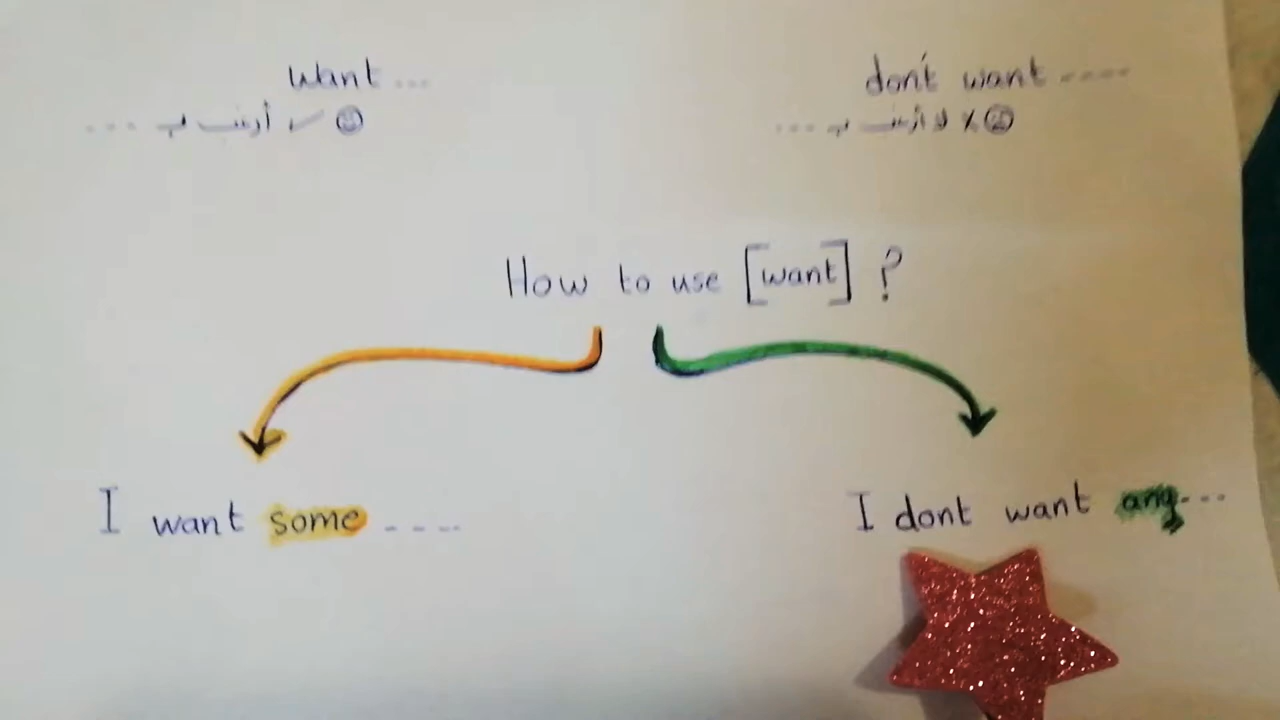 want ...
أرغب ب ...
don't want ----
لا أرغب ب ...
How to use [want] ?
I want some ----
I dont want any...